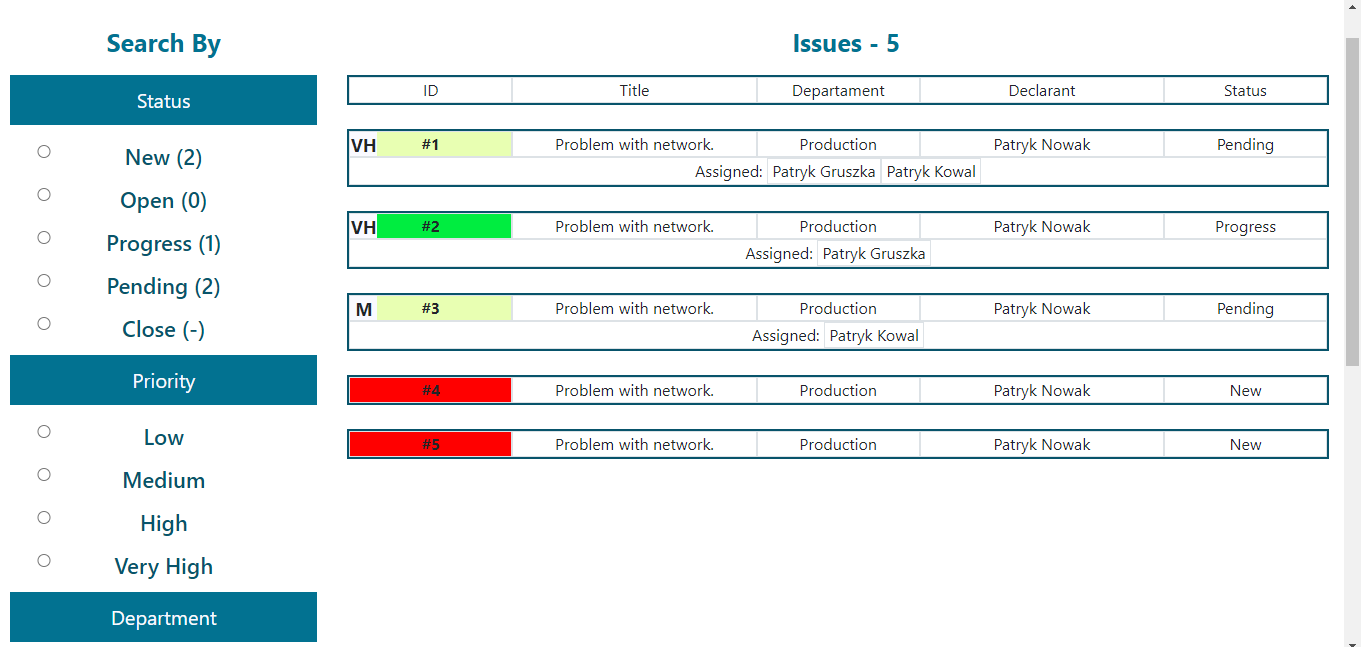 Search By
Status
New (2)
Open (0)
Progress (1)
Pending (2)
Close (-)
Priority
Low
Medium
High
Very High
Department
Issues - 5
ID Title Departament Declarant Status
VH #1 Problem with network. Production Patryk Nowak Pending
Assigned: Patryk Gruszka Patryk Kowal
VH #2 Problem with network. Production Patryk Nowak Progress
Assigned: Patryk Gruszka
M #3 Problem with network. Production Patryk Nowak Pending
Assigned: Patryk Kowal
#4 Problem with network. Production Patryk Nowak New
#5 Problem with network. Production Patryk Nowak New